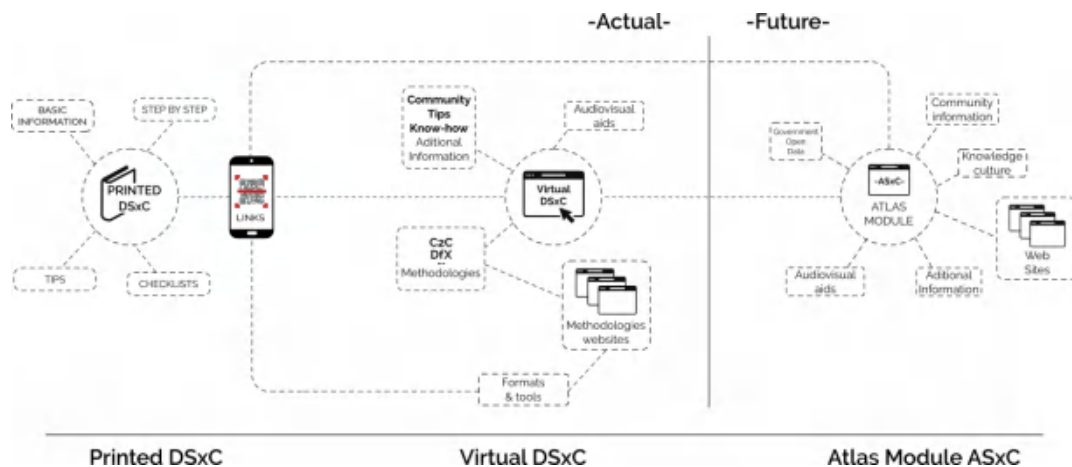 -Actual-
-Future-
BASIC
INFORMATION
STEP BY STEP
PRINTED
DSxC
TIPS
CHECKLISTS
LINKS
Community
Tips
Know-how
Aditional
Information
Audiovisual
aids
Virtual
DSxC
C2C
DfX
...
Methodologies
Methodologies
websites
Formats
& tools
Government
Open
Data
Community
information
Knowledge
culture
-ASxC-
ATLAS
MODULE
Web
Sites
Audiovisual
aids
Aditional
Information
Printed DSxC
Virtual DSxC
Atlas Module ASxC